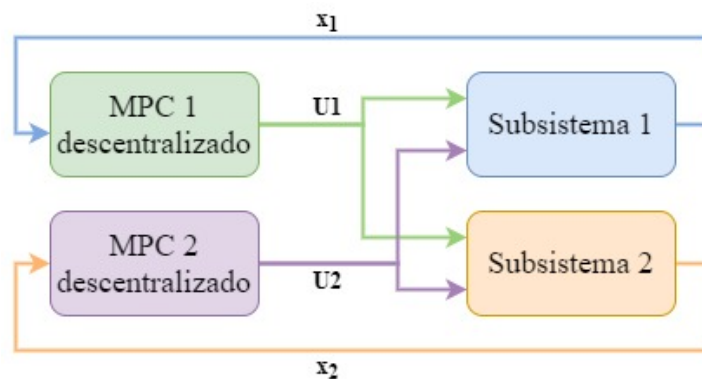 x₁
MPC 1
descentralizado
U1
Subsistema 1
MPC 2
descentralizado
U2
Subsistema 2
x₂